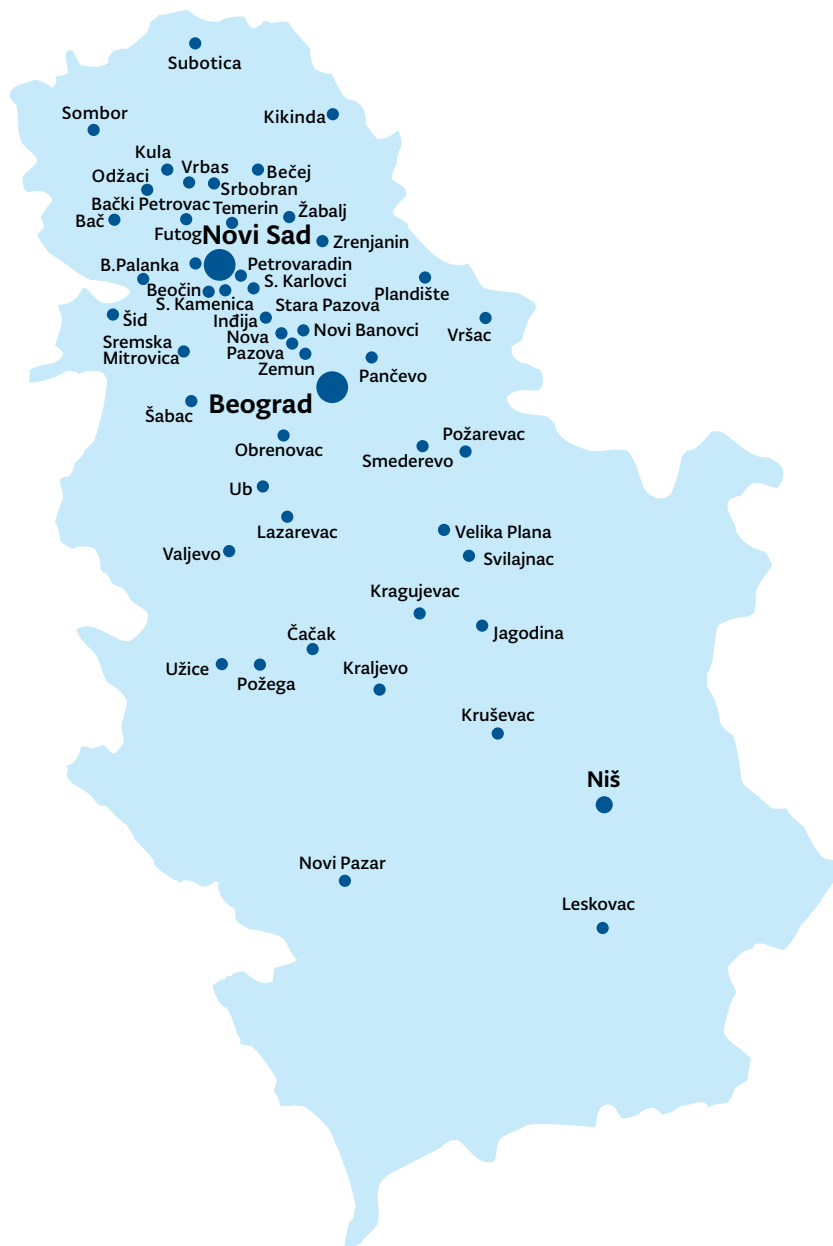 Subotica
Sombor
Kikinda
Kula
Vrbas
Bečej
Odžaci
Srbobran
Bački Petrovac
Temerin
Žabalj
Bač
Futog
Novi Sad
Zrenjanin
B.Palanka
Petrovaradin
S. Karlovci
Beočin
Plandište
S. Kamenica
Stara Pazova
Šid
Inđija
Novi Banovci
Vršac
Nova
Pazova
Sremska
Mitrovica
Zemun
Pančevo
Beograd
Šabac
Požarevac
Obrenovac
Smederevo
Ub
Lazarevac
Velika Plana
Valjevo
Svilajnac
Kragujevac
Čačak
Jagodina
Užice
Požega
Kraljevo
Kruševac
Niš
Novi Pazar
Leskovac